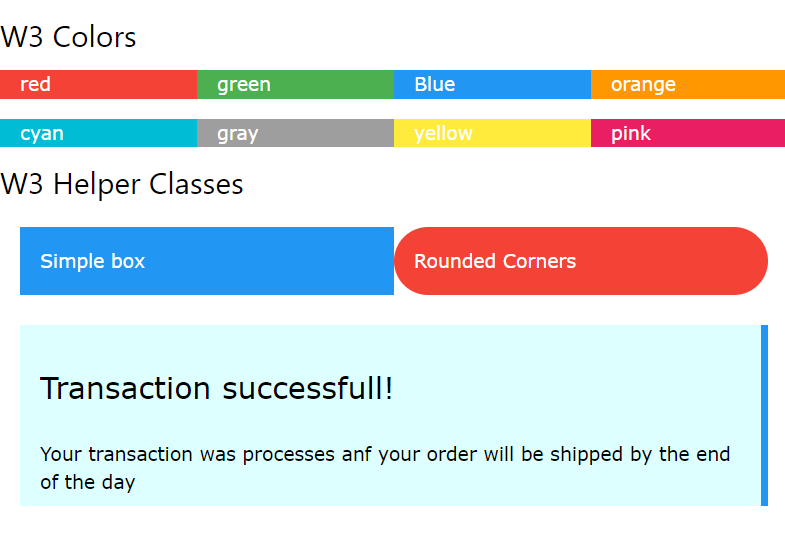 W3 Colors
red green Blue orange
cyan gray yellow pink
W3 Helper Classes
Simple box Rounded Corners
Transaction successfull!
Your transaction was processes anf your order will be shipped by the end
of the day